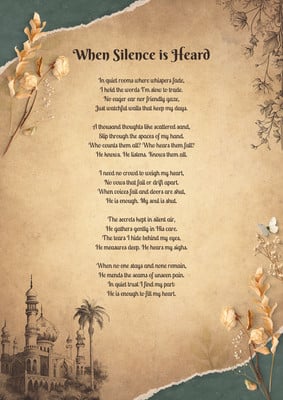 When Silence is Heard
In quiet rooms where whispers fade,
I hold the words I'm slow to trade.
No eager ear nor friendly gaze,
Just watchful walls that keep my days.
A thousand thoughts like scattered sand,
Slip through the spaces of my hand.
Who counts them all? Who hears them fall?
He knows. He listens. Knows them all.
I need no crowd to weigh my heart,
No vows that fail or drift apart.
When voices fail and doors are shut,
He is enough. My soul is shut.
The secrets kept in silent air,
He gathers gently in His care.
The tears I hide behind my eyes,
He measures deep. He hears my sighs.
When no one stays and none remain,
He mends the seams of unseen pain.
In quiet trust I find my part
He is enough to fill my heart.